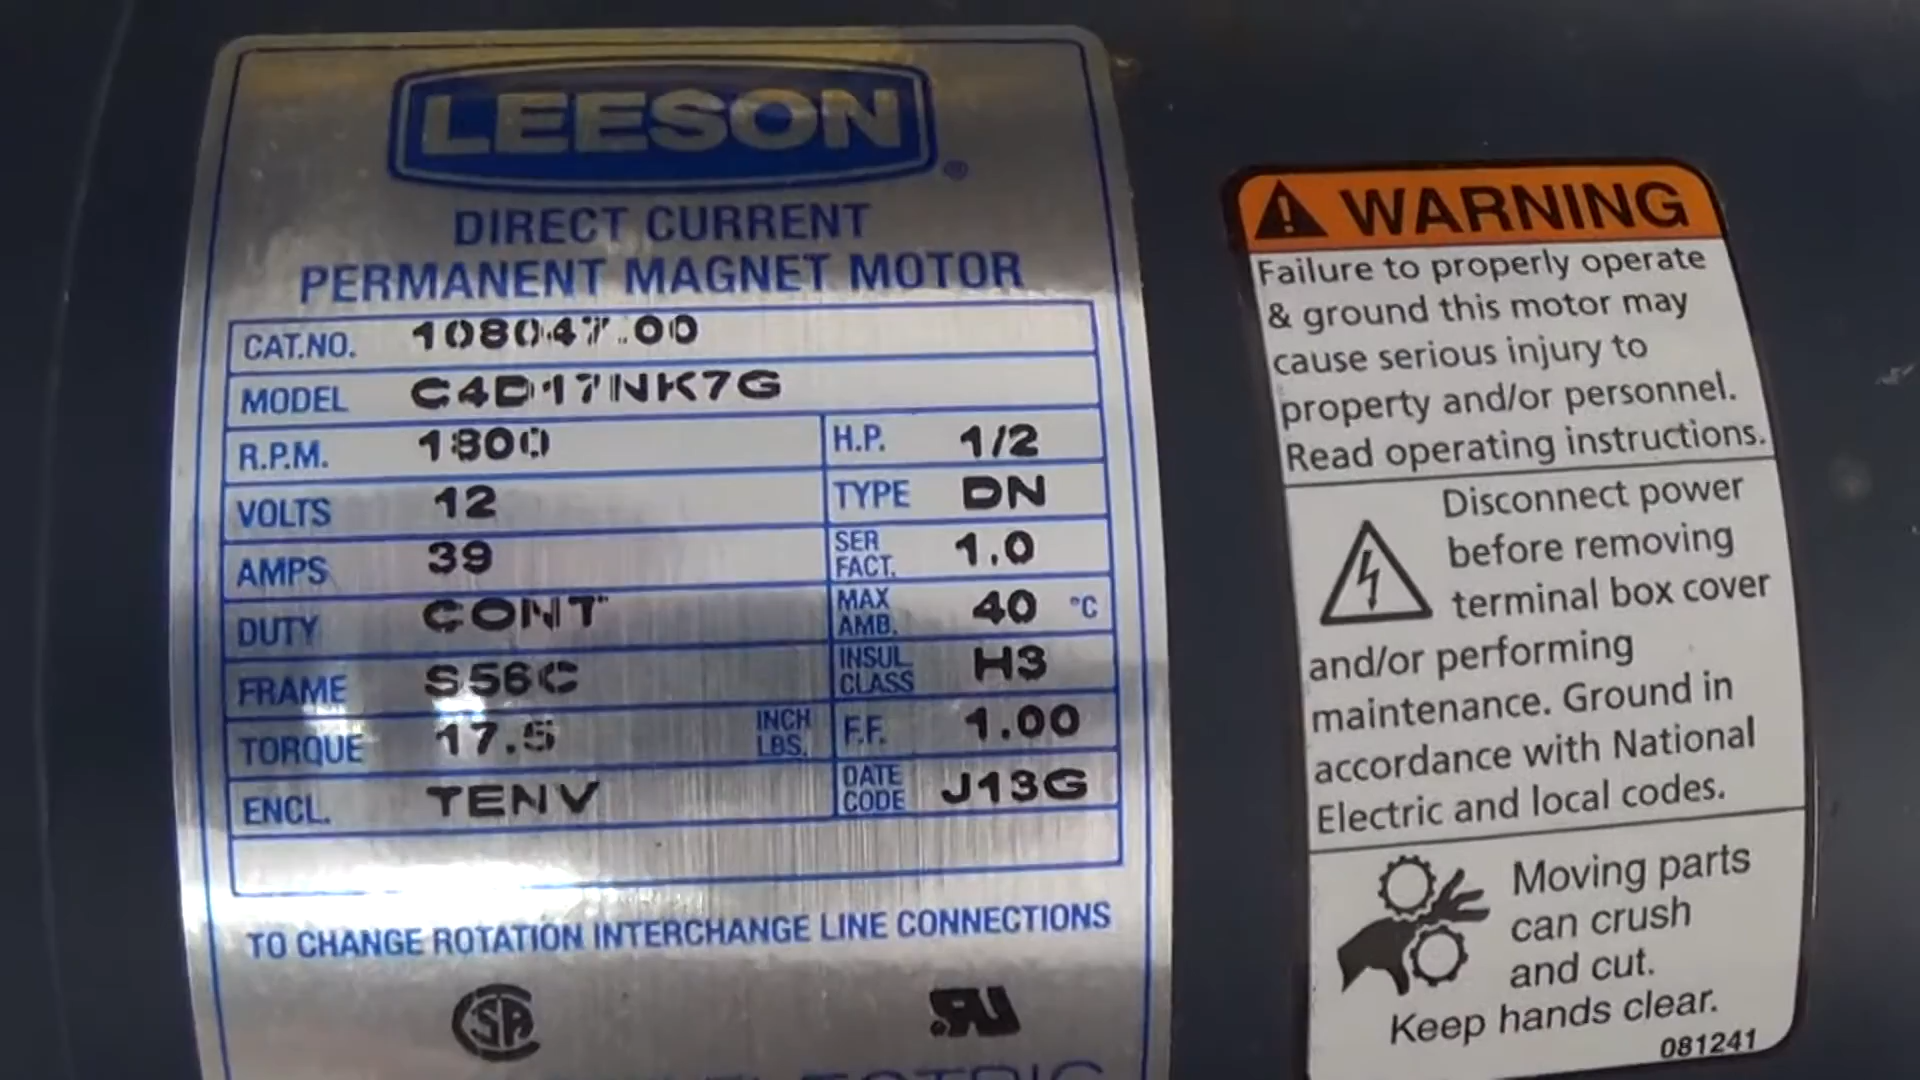 LEESON
®
DIRECT CURRENT
PERMANENT MAGNET MOTOR
CAT.NO. 108047.00
MODEL C4D17NK7G
R.P.M. 1800 H.P. 1/2
VOLTS 12 TYPE DN
AMPS 39 SER FACT. 1.0
DUTY CONT MAX AMB. 40 °C
FRAME S56C INSUL CLASS H3
TORQUE 17.5 INCH LBS. F.F. 1.00
ENCL. TENV DATE CODE J13G
TO CHANGE ROTATION INTERCHANGE LINE CONNECTIONS
WARNING
Failure to properly operate
& ground this motor may
cause serious injury to
property and/or personnel.
Read operating instructions.
Disconnect power
before removing
terminal box cover
and/or performing
maintenance. Ground in
accordance with National
Electric and local codes.
Moving parts
can crush
and cut.
Keep hands clear.
081241